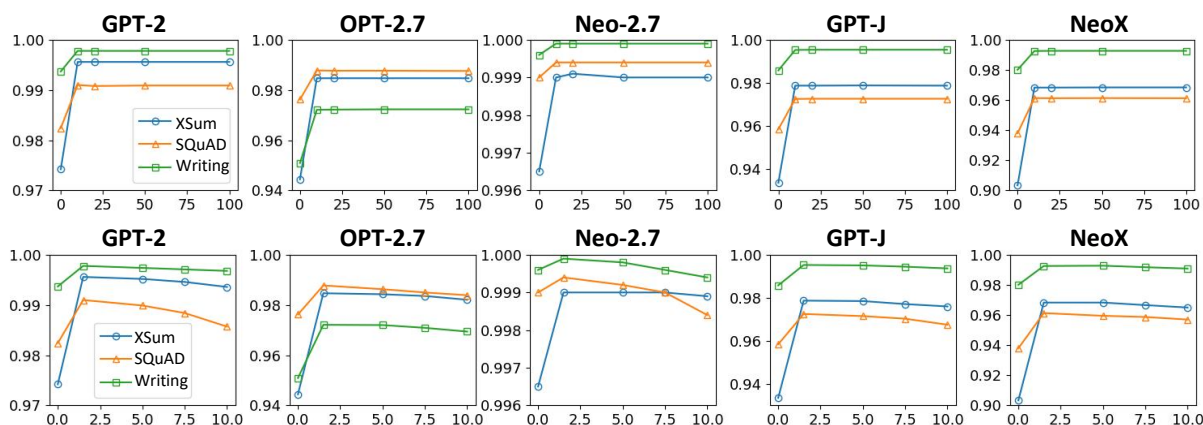 GPT-2 OPT-2.7 Neo-2.7 GPT-J NeoX
1.00 1.00 1.000 1.00 1.00
0.98
0.99 0.98 0.999 0.98 0.96
0.998
XSum 0.94
0.98 SQuAD 0.96 0.997 0.96 0.92
Writing 0.94
0.97 0.94 0.996 0.90
0 25 50 75 100 0 25 50 75 100 0 25 50 75 100 0 25 50 75 100 0 25 50 75 100
GPT-2 OPT-2.7 Neo-2.7 GPT-J NeoX
1.00 1.00 1.000 1.00 1.00
0.98
0.99 0.98 0.999 0.98 0.96
0.998
XSum 0.94
0.98 SQuAD 0.96 0.997 0.96 0.92
Writing 0.94
0.97 0.94 0.996 0.90
0.0 2.5 5.0 7.5 10.0 0.0 2.5 5.0 7.5 10.0 0.0 2.5 5.0 7.5 10.0 0.0 2.5 5.0 7.5 10.0 0.0 2.5 5.0 7.5 10.0